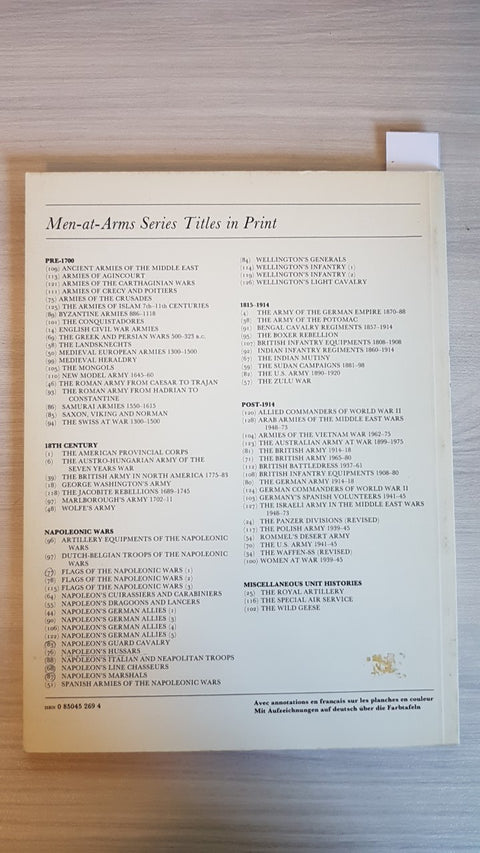 Men-at-Arms Series Titles in Print
PRE-1700
(109) ANCIENT ARMIES OF THE MIDDLE EAST
(113) ARMIES OF AGINCOURT
(121) ARMIES OF THE CARTHAGINIAN WARS
(111) ARMIES OF CRECY AND POITIERS
(75) ARMIES OF THE CRUSADES
(125) THE ARMIES OF ISLAM 7th-11th CENTURIES
(89) BYZANTINE ARMIES 886-1118
(101) THE CONQUISTADORES
(14) ENGLISH CIVIL WAR ARMIES
(69) THE GREEK AND PERSIAN WARS 500-323 B.C.
(58) THE LANDSKNECHTS
(50) MEDIEVAL EUROPEAN ARMIES 1300-1500
(99) MEDIEVAL HERALDRY
(105) THE MONGOLS
(110) NEW MODEL ARMY 1645-60
(46) THE ROMAN ARMY FROM CAESAR TO TRAJAN
(93) THE ROMAN ARMY FROM HADRIAN TO
CONSTANTINE
(86) SAMURAI ARMIES 1550-1615
(85) SAXON, VIKING AND NORMAN
(94) THE SWISS AT WAR 1300-1500
18TH CENTURY
(1) THE AMERICAN PROVINCIAL CORPS
(6) THE AUSTRO-HUNGARIAN ARMY OF THE
SEVEN YEARS WAR
(39) THE BRITISH ARMY IN NORTH AMERICA 1775-83
(18) GEORGE WASHINGTON'S ARMY
(118) THE JACOBITE REBELLIONS 1689-1745
(97) MARLBOROUGH'S ARMY 1702-11
(48) WOLFE'S ARMY
NAPOLEONIC WARS
(96) ARTILLERY EQUIPMENTS OF THE NAPOLEONIC
WARS
(97) DUTCH-BELGIAN TROOPS OF THE NAPOLEONIC
WARS
(77) FLAGS OF THE NAPOLEONIC WARS (1)
(78) FLAGS OF THE NAPOLEONIC WARS (2)
(115) FLAGS OF THE NAPOLEONIC WARS (3)
(64) NAPOLEON'S CUIRASSIERS AND CARABINIERS
(55) NAPOLEON'S DRAGOONS AND LANCERS
(44) NAPOLEON'S GERMAN ALLIES (2)
(90) NAPOLEON'S GERMAN ALLIES (3)
(106) NAPOLEON'S GERMAN ALLIES (4)
(122) NAPOLEON'S GERMAN ALLIES (5)
(83) NAPOLEON'S GUARD CAVALRY
(76) NAPOLEON'S HUSSARS
(88) NAPOLEON'S ITALIAN AND NEAPOLITAN TROOPS
(68) NAPOLEON'S LINE CHASSEURS
(87) NAPOLEON'S MARSHALS
(51) SPANISH ARMIES OF THE NAPOLEONIC WARS
(84) WELLINGTON'S GENERALS
(114) WELLINGTON'S INFANTRY (1)
(119) WELLINGTON'S INFANTRY (2)
(126) WELLINGTON'S LIGHT CAVALRY
1815-1914
(4) THE ARMY OF THE GERMAN EMPIRE 1870-88
(38) THE ARMY OF THE POTOMAC
(91) BENGAL CAVALRY REGIMENTS 1857-1914
(95) THE BOXER REBELLION
(107) BRITISH INFANTRY EQUIPMENTS 1808-1908
(92) INDIAN INFANTRY REGIMENTS 1860-1914
(67) THE INDIAN MUTINY
(59) THE SUDAN CAMPAIGNS 1881-98
(82) THE U.S. ARMY 1890-1920
(57) THE ZULU WAR
POST-1914
(120) ALLIED COMMANDERS OF WORLD WAR II
(128) ARAB ARMIES OF THE MIDDLE EAST WARS
1948-73
(104) ARMIES OF THE VIETNAM WAR 1962-75
(123) THE AUSTRALIAN ARMY AT WAR 1899-1975
(81) THE BRITISH ARMY 1914-18
(71) THE BRITISH ARMY 1965-80
(112) BRITISH BATTLEDRESS 1937-61
(108) BRITISH INFANTRY EQUIPMENTS 1908-80
(80) THE GERMAN ARMY 1914-18
(124) GERMAN COMMANDERS OF WORLD WAR II
(103) GERMANY'S SPANISH VOLUNTEERS 1941-45
(127) THE ISRAELI ARMY IN THE MIDDLE EAST WARS
1948-73
(24) THE PANZER DIVISIONS (REVISED)
(117) THE POLISH ARMY 1939-45
(54) ROMMEL'S DESERT ARMY
(70) THE U.S. ARMY 1941-45
(34) THE WAFFEN-SS (REVISED)
(100) WOMEN AT WAR 1939-45
MISCELLANEOUS UNIT HISTORIES
(25) THE ROYAL ARTILLERY
(116) THE SPECIAL AIR SERVICE
(102) THE WILD GEESE
ISBN 0 85045 269 4
Avec annotations en français sur les planches en couleur
Mit Aufzeichnungen auf deutsch über die Farbtafeln